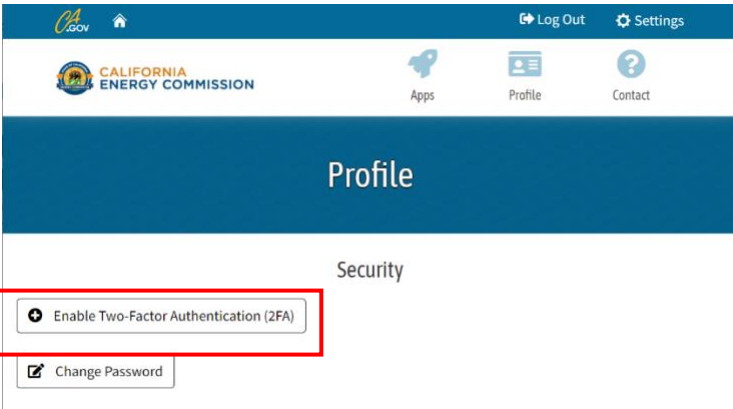 CA.GOV Log Out Settings
CALIFORNIA
ENERGY COMMISSION
Apps Profile Contact
Profile
Security
Enable Two-Factor Authentication (2FA)
Change Password